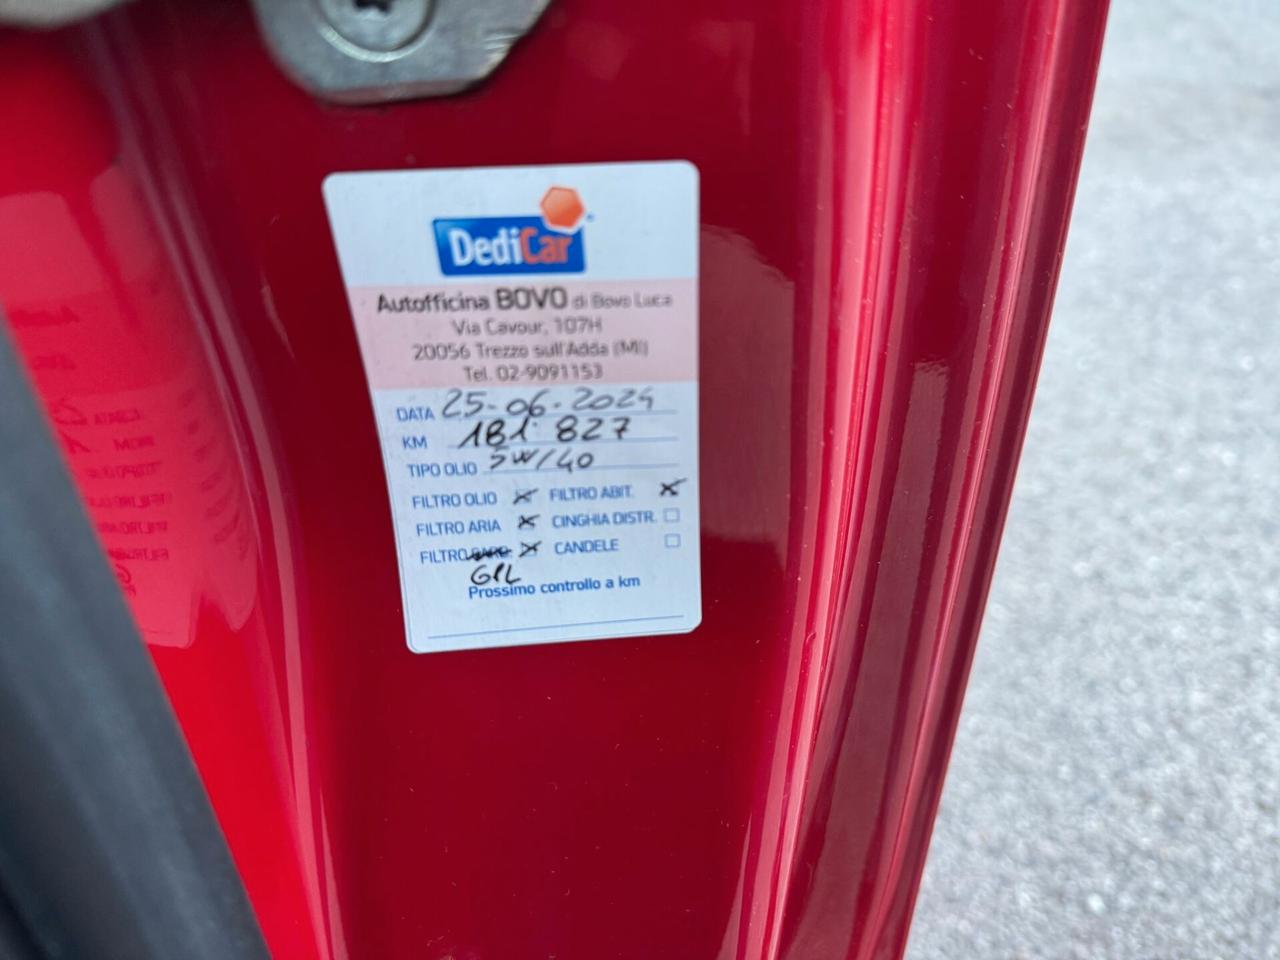 DediCar
Autofficina BOVO di Bovo Luca
Via Cavour, 107H
20056 Trezzo sull'Adda (MI)
Tel. 02-9091153
DATA 25-06-2024
KM 181.827
TIPO OLIO 5W/40
FILTRO OLIO X FILTRO ABIT. X
FILTRO ARIA X CINGHIA DISTR.
FILTRO X CANDELE
GPL
Prossimo controllo a km